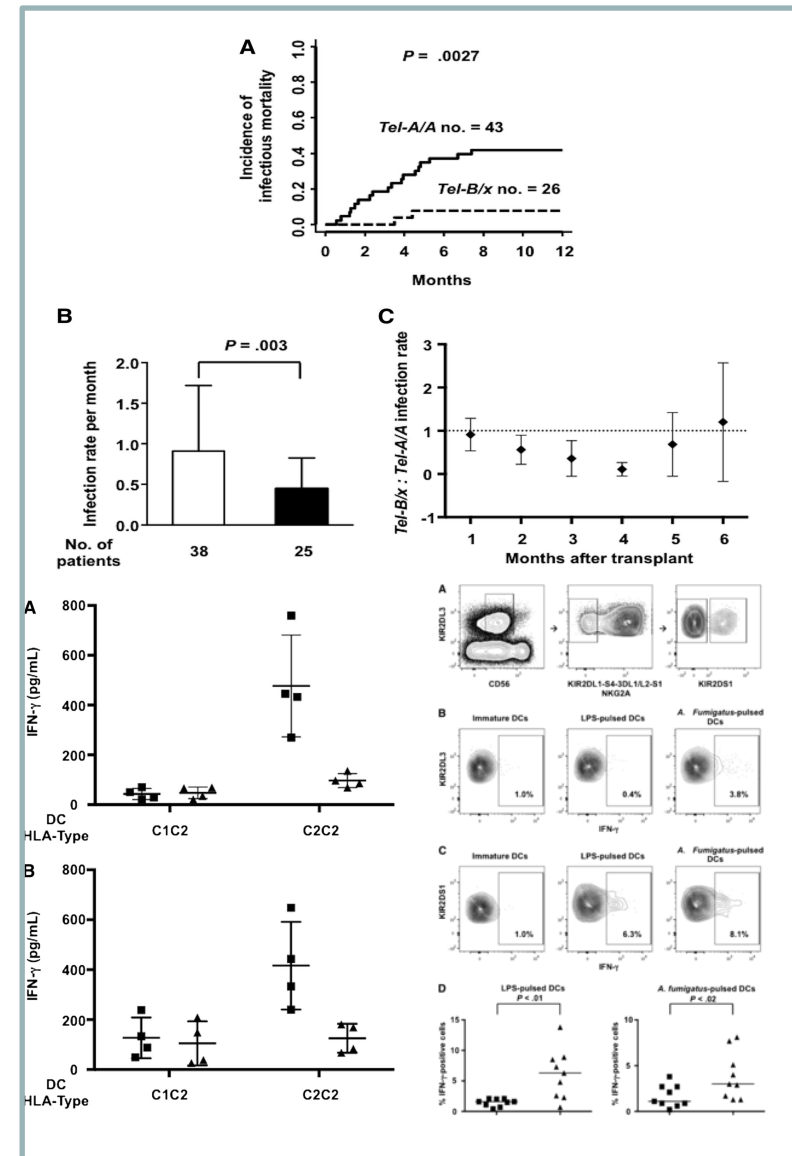 A
P = .0027
Incidence of
infectious mortality
1.0
0.8
0.6
0.4
0.2
0.0
Tel-A/A no. = 43
Tel-B/x no. = 26
0 2 4 6 8 10 12
Months
B
P = .003
Infection rate per month
2.0
1.5
1.0
0.5
0.0
No. of
patients
38 25
C
Tel-B/x : Tel-A/A infection rate
3
2
1
0
-1
1 2 3 4 5 6
Months after transplant
A
IFN-γ (pg/mL)
800
600
400
200
0
DC
HLA-Type
C1C2 C2C2
B
IFN-γ (pg/mL)
800
600
400
200
0
DC
HLA-Type
C1C2 C2C2
A
KIR2DL3
CD56
KIR2DL1-S4-3DL1/L2-S1
NKG2A
KIR2DS1
B
Immature DCs LPS-pulsed DCs A. Fumigatus-pulsed
DCs
KIR2DL3
1.0% 0.4% 3.8%
IFN-γ
C
Immature DCs LPS-pulsed DCs A. Fumigatus-pulsed
DCs
KIR2DS1
1.0% 6.3% 8.1%
IFN-γ
D
LPS-pulsed DCs
P < .01
% IFN-γ-positive cells
15
10
5
0
A. fumigatus-pulsed DCs
P < .02
% IFN-γ-positive cells
10
5
0